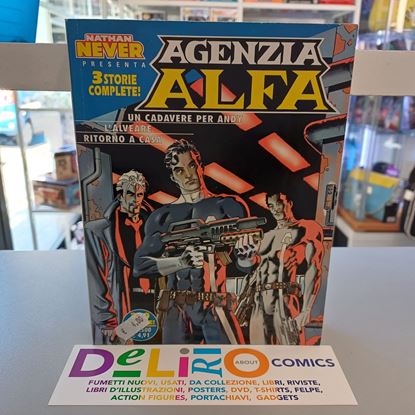 NATHAN
NEVER
PRESENTA
3 STORIE
COMPLETE!
AGENZIA
ALFA
UN CADAVERE PER ANDY
L'ALVEARE
RITORNO A CASA
DeLiRIO
ABOUT
COMICS
FUMETTI NUOVI, USATI, DA COLLEZIONE, LIBRI, RIVISTE,
LIBRI D'ILLUSTRAZIONI, POSTERS, DVD, T-SHIRTS, FELPE,
ACTION FIGURES, PORTACHIAVI, GADGETS